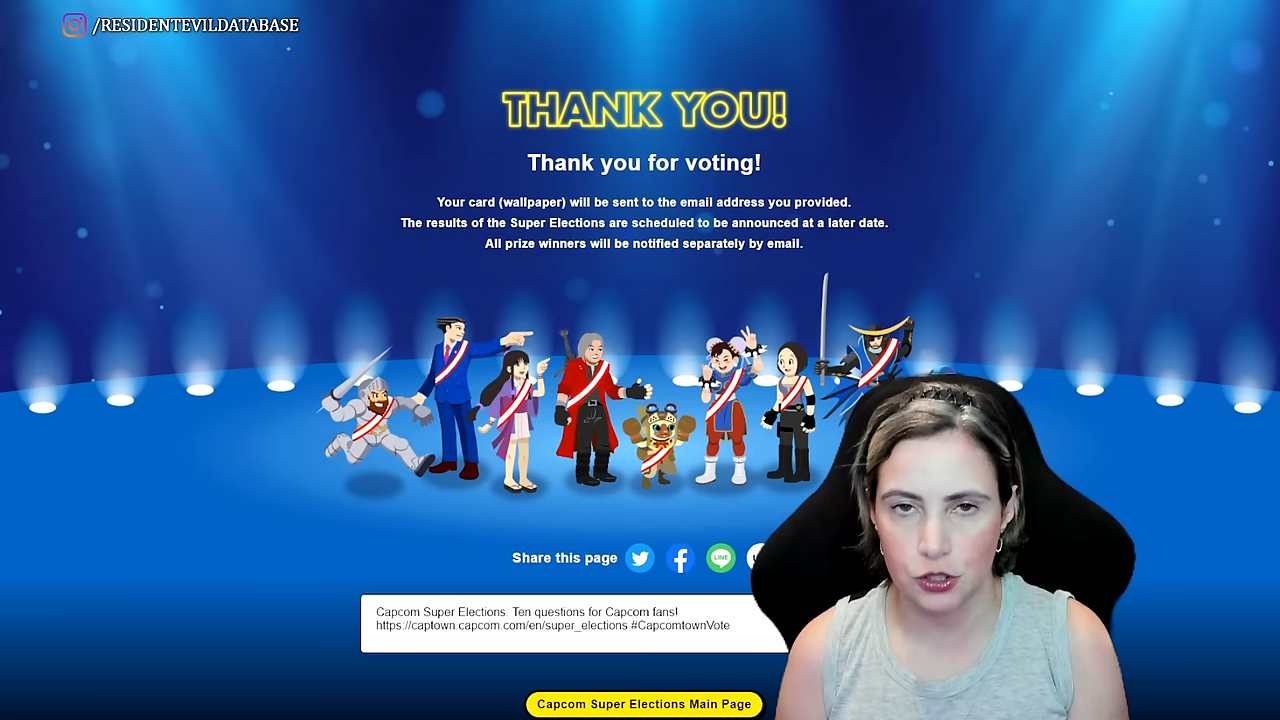 /RESIDENTEVILDATABASE
THANK YOU!
Thank you for voting!
Your card (wallpaper) will be sent to the email address you provided.
The results of the Super Elections are scheduled to be announced at a later date.
All prize winners will be notified separately by email.
Share this page
LINE
Capcom Super Elections: Ten questions for Capcom fans!
https://captown.capcom.com/en/super_elections #CapcomtownVote
Capcom Super Elections Main Page